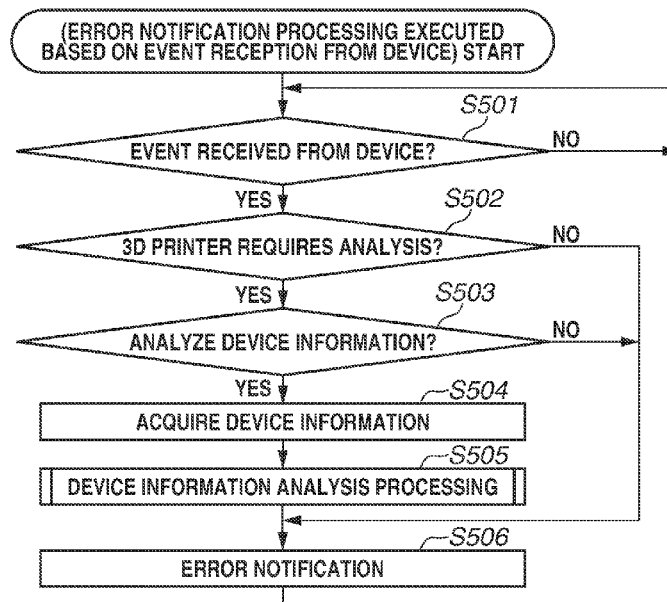 (ERROR NOTIFICATION PROCESSING EXECUTED
BASED ON EVENT RECEPTION FROM DEVICE) START
S501
EVENT RECEIVED FROM DEVICE?
NO
YES
S502
3D PRINTER REQUIRES ANALYSIS?
NO
YES
S503
ANALYZE DEVICE INFORMATION?
NO
YES
S504
ACQUIRE DEVICE INFORMATION
S505
DEVICE INFORMATION ANALYSIS PROCESSING
S506
ERROR NOTIFICATION